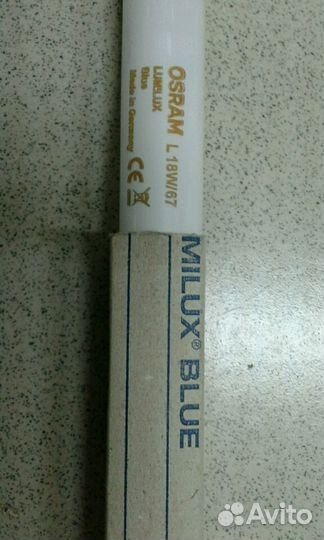 OSRAM L 18W/67
LUMILUX
Blue
Made in Germany
CE
MILUX® BLUE
Avito